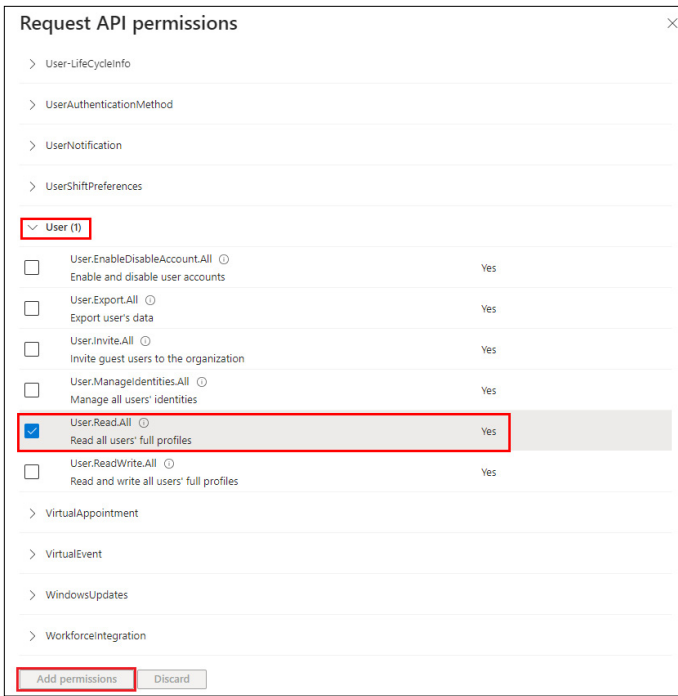 Request API permissions
User-LifeCycleInfo
UserAuthenticationMethod
UserNotification
UserShiftPreferences
User (1)
User.EnableDisableAccount.All
Enable and disable user accounts
Yes
User.Export.All
Export user's data
Yes
User.Invite.All
Invite guest users to the organization
Yes
User.ManageIdentities.All
Manage all users' identities
Yes
User.Read.All
Read all users' full profiles
Yes
User.ReadWrite.All
Read and write all users' full profiles
Yes
VirtualAppointment
VirtualEvent
WindowsUpdates
WorkforceIntegration
Add permissions Discard